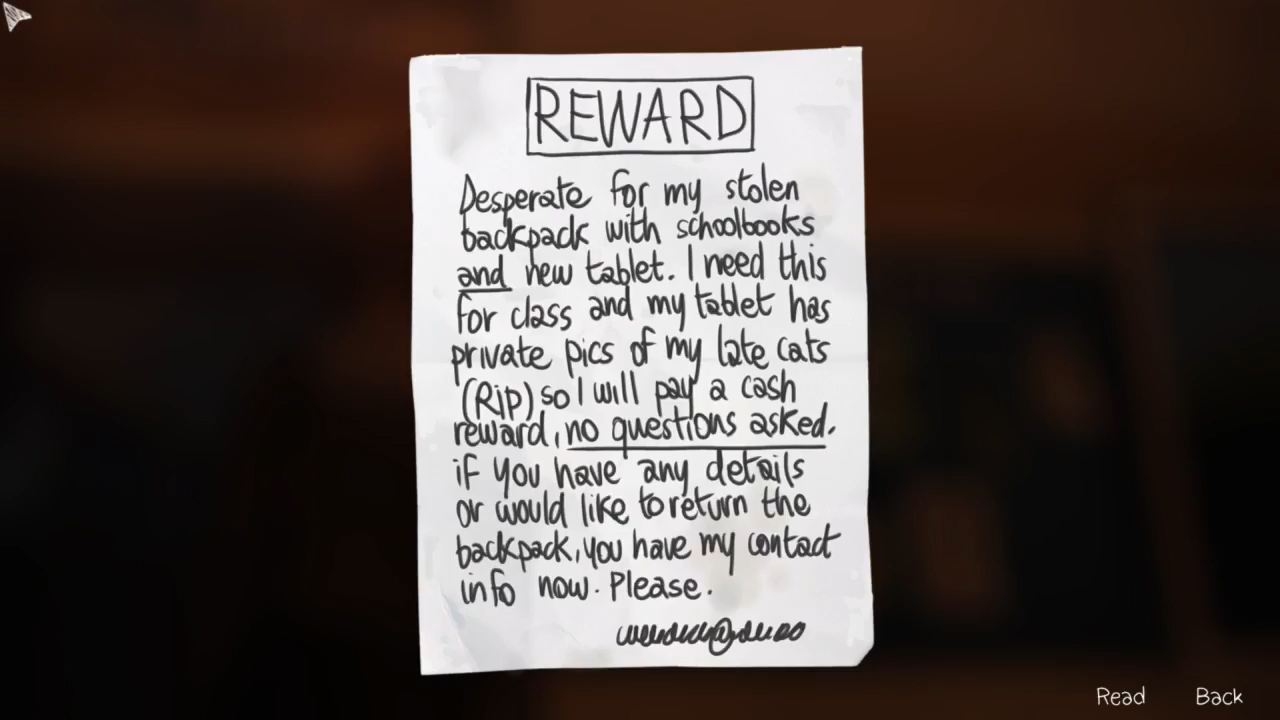 REWARD
Desperate for my stolen
backpack with schoolbooks
and new tablet. I need this
for class and my tablet has
private pics of my late cats
(RIP) so I will pay a cash
reward, no questions asked.
if you have any details
or would like to return the
backpack, you have my contact
info now. Please.
Read
Back